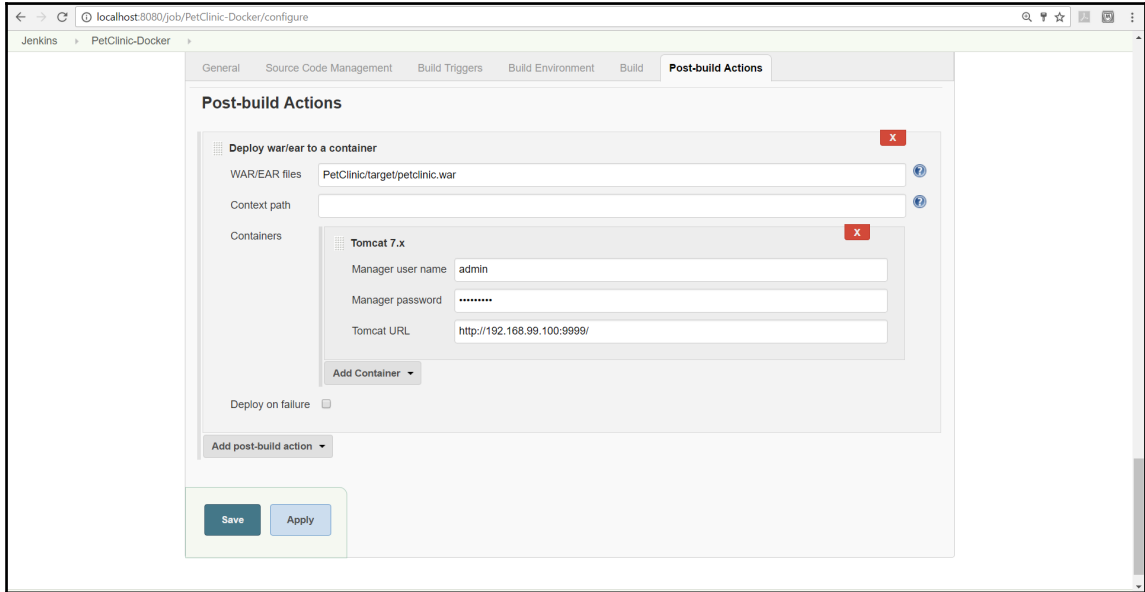 localhost:8080/job/PetClinic-Docker/configure
Jenkins PetClinic-Docker
General Source Code Management Build Triggers Build Environment Build Post-build Actions
Post-build Actions
X
Deploy war/ear to a container
WAR/EAR files PetClinic/target/petclinic.war
Context path
Containers
X
Tomcat 7.x
Manager user name admin
Manager password •••••••••
Tomcat URL http://192.168.99.100:9999/
Add Container
Deploy on failure
Add post-build action
Save Apply